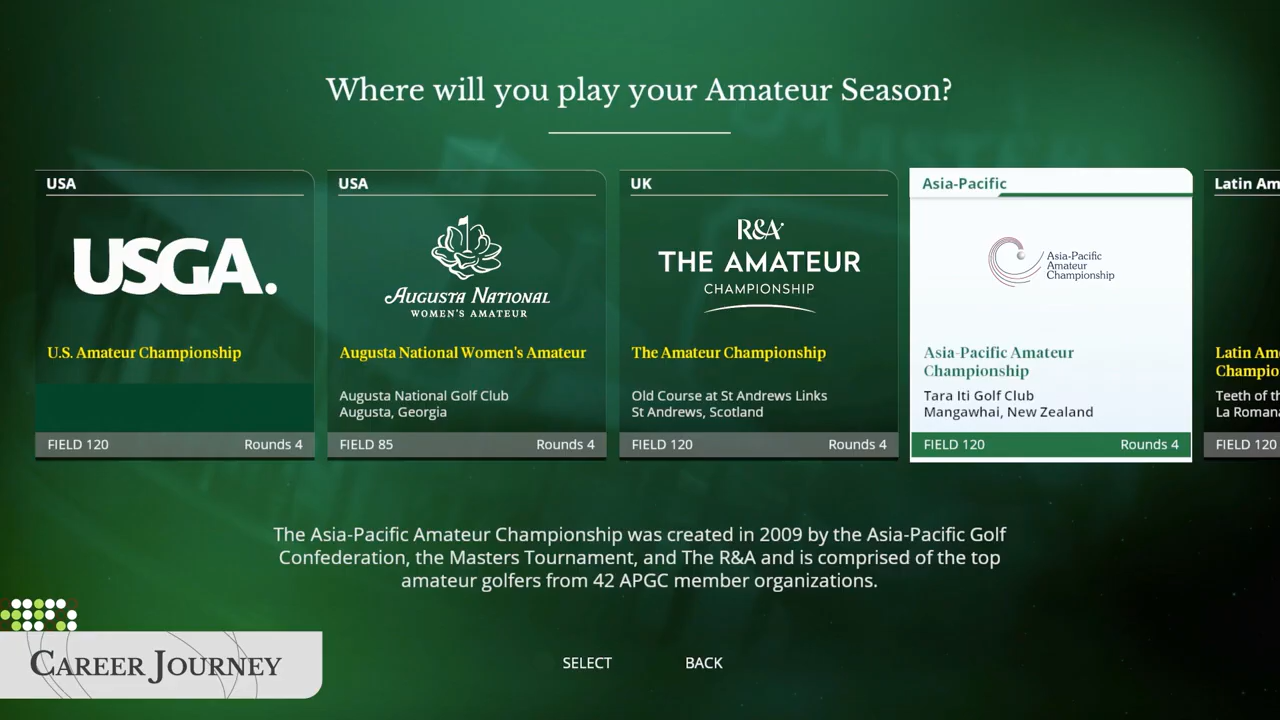 Where will you play your Amateur Season?
USA
USGA.
U.S. Amateur Championship
FIELD 120 Rounds 4
USA
AUGUSTA NATIONAL
WOMEN'S AMATEUR
Augusta National Women's Amateur
Augusta National Golf Club
Augusta, Georgia
FIELD 85 Rounds 4
UK
R&A
THE AMATEUR
CHAMPIONSHIP
The Amateur Championship
Old Course at St Andrews Links
St Andrews, Scotland
FIELD 120 Rounds 4
Asia-Pacific
Asia-Pacific
Amateur
Championship
Asia-Pacific Amateur
Championship
Tara Iti Golf Club
Mangawhai, New Zealand
FIELD 120 Rounds 4
Latin Am
Latin Am
Champio
Teeth of th
La Romana
FIELD 120
The Asia-Pacific Amateur Championship was created in 2009 by the Asia-Pacific Golf
Confederation, the Masters Tournament, and The R&A and is comprised of the top
amateur golfers from 42 APGC member organizations.
CAREER JOURNEY
SELECT BACK